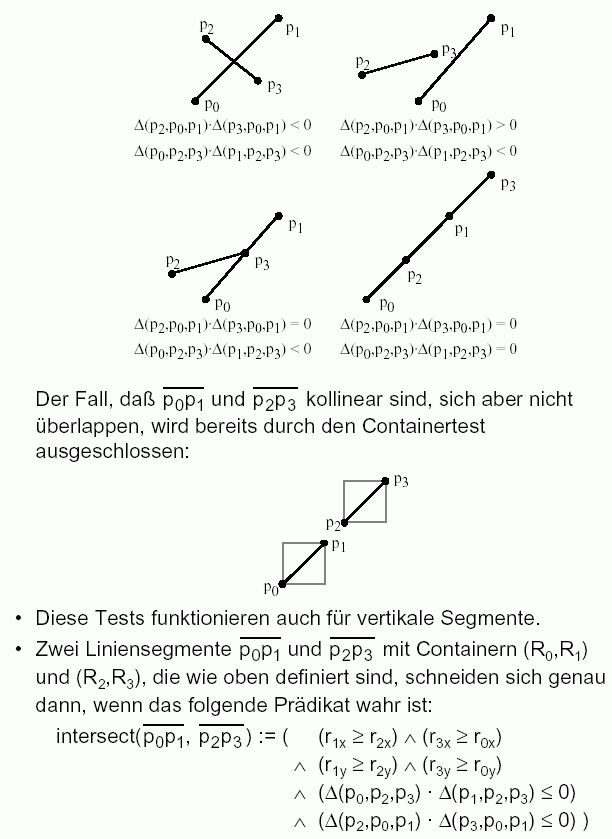 p2 p1 p3 p0
p1 p3 p2 p0
Δ(p2,p0,p1)·Δ(p3,p0,p1) < 0 Δ(p2,p0,p1)·Δ(p3,p0,p1) > 0
Δ(p0,p2,p3)·Δ(p1,p2,p3) < 0 Δ(p0,p2,p3)·Δ(p1,p2,p3) < 0
p1 p2 p3 p0
p3 p1 p2 p0
Δ(p2,p0,p1)·Δ(p3,p0,p1) = 0 Δ(p2,p0,p1)·Δ(p3,p0,p1) = 0
Δ(p0,p2,p3)·Δ(p1,p2,p3) < 0 Δ(p0,p2,p3)·Δ(p1,p2,p3) = 0
Der Fall, daß p0p1 und p2p3 kollinear sind, sich aber nicht
überlappen, wird bereits durch den Containertest
ausgeschlossen:
p3
p2
p1
p0
• Diese Tests funktionieren auch für vertikale Segmente.
• Zwei Liniensegmente p0p1 und p2p3 mit Containern (R0,R1)
und (R2,R3), die wie oben definiert sind, schneiden sich genau
dann, wenn das folgende Prädikat wahr ist:
intersect(p0p1, p2p3) := ( (r1x ≥ r2x) ∧ (r3x ≥ r0x)
∧ (r1y ≥ r2y) ∧ (r3y ≥ r0y)
∧ (Δ(p0,p2,p3) · Δ(p1,p2,p3) ≤ 0)
∧ (Δ(p2,p0,p1) · Δ(p3,p0,p1) ≤ 0) )